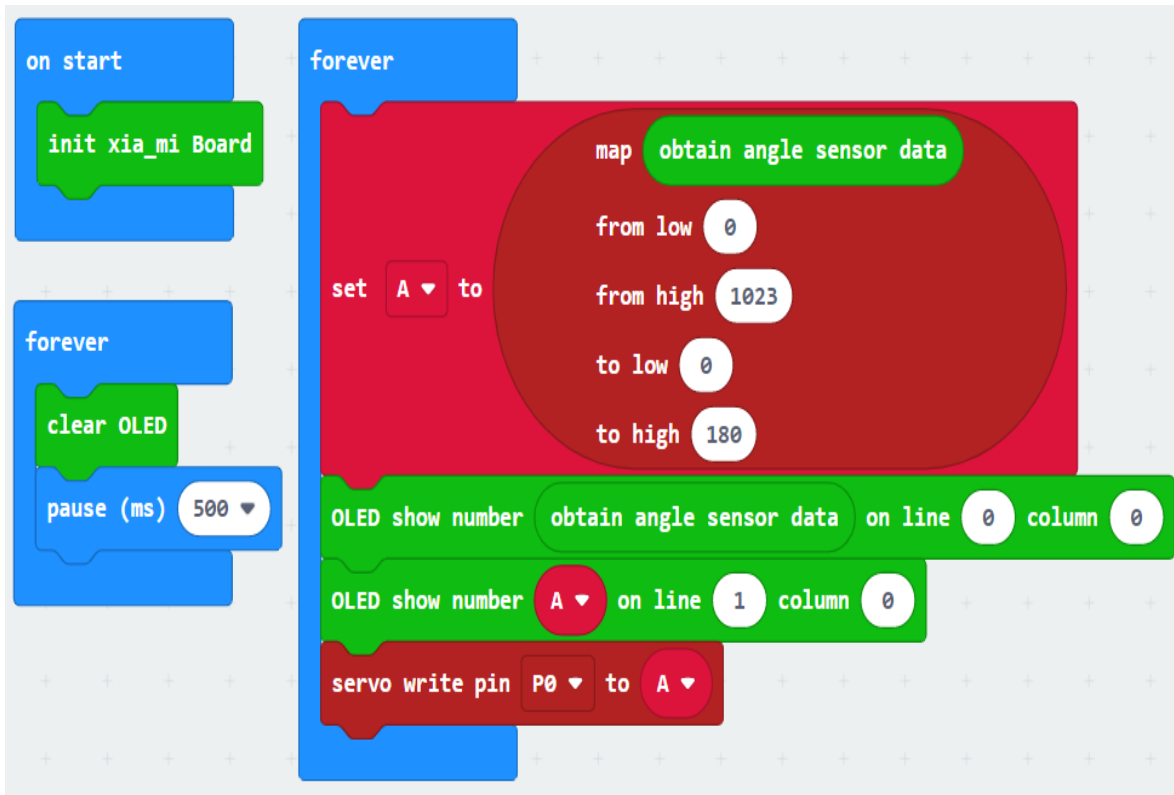 on start
init xia_mi Board
forever
clear OLED
pause (ms) 500
forever
set A to
map obtain angle sensor data
from low 0
from high 1023
to low 0
to high 180
OLED show number obtain angle sensor data on line 0 column 0
OLED show number A on line 1 column 0
servo write pin P0 to A